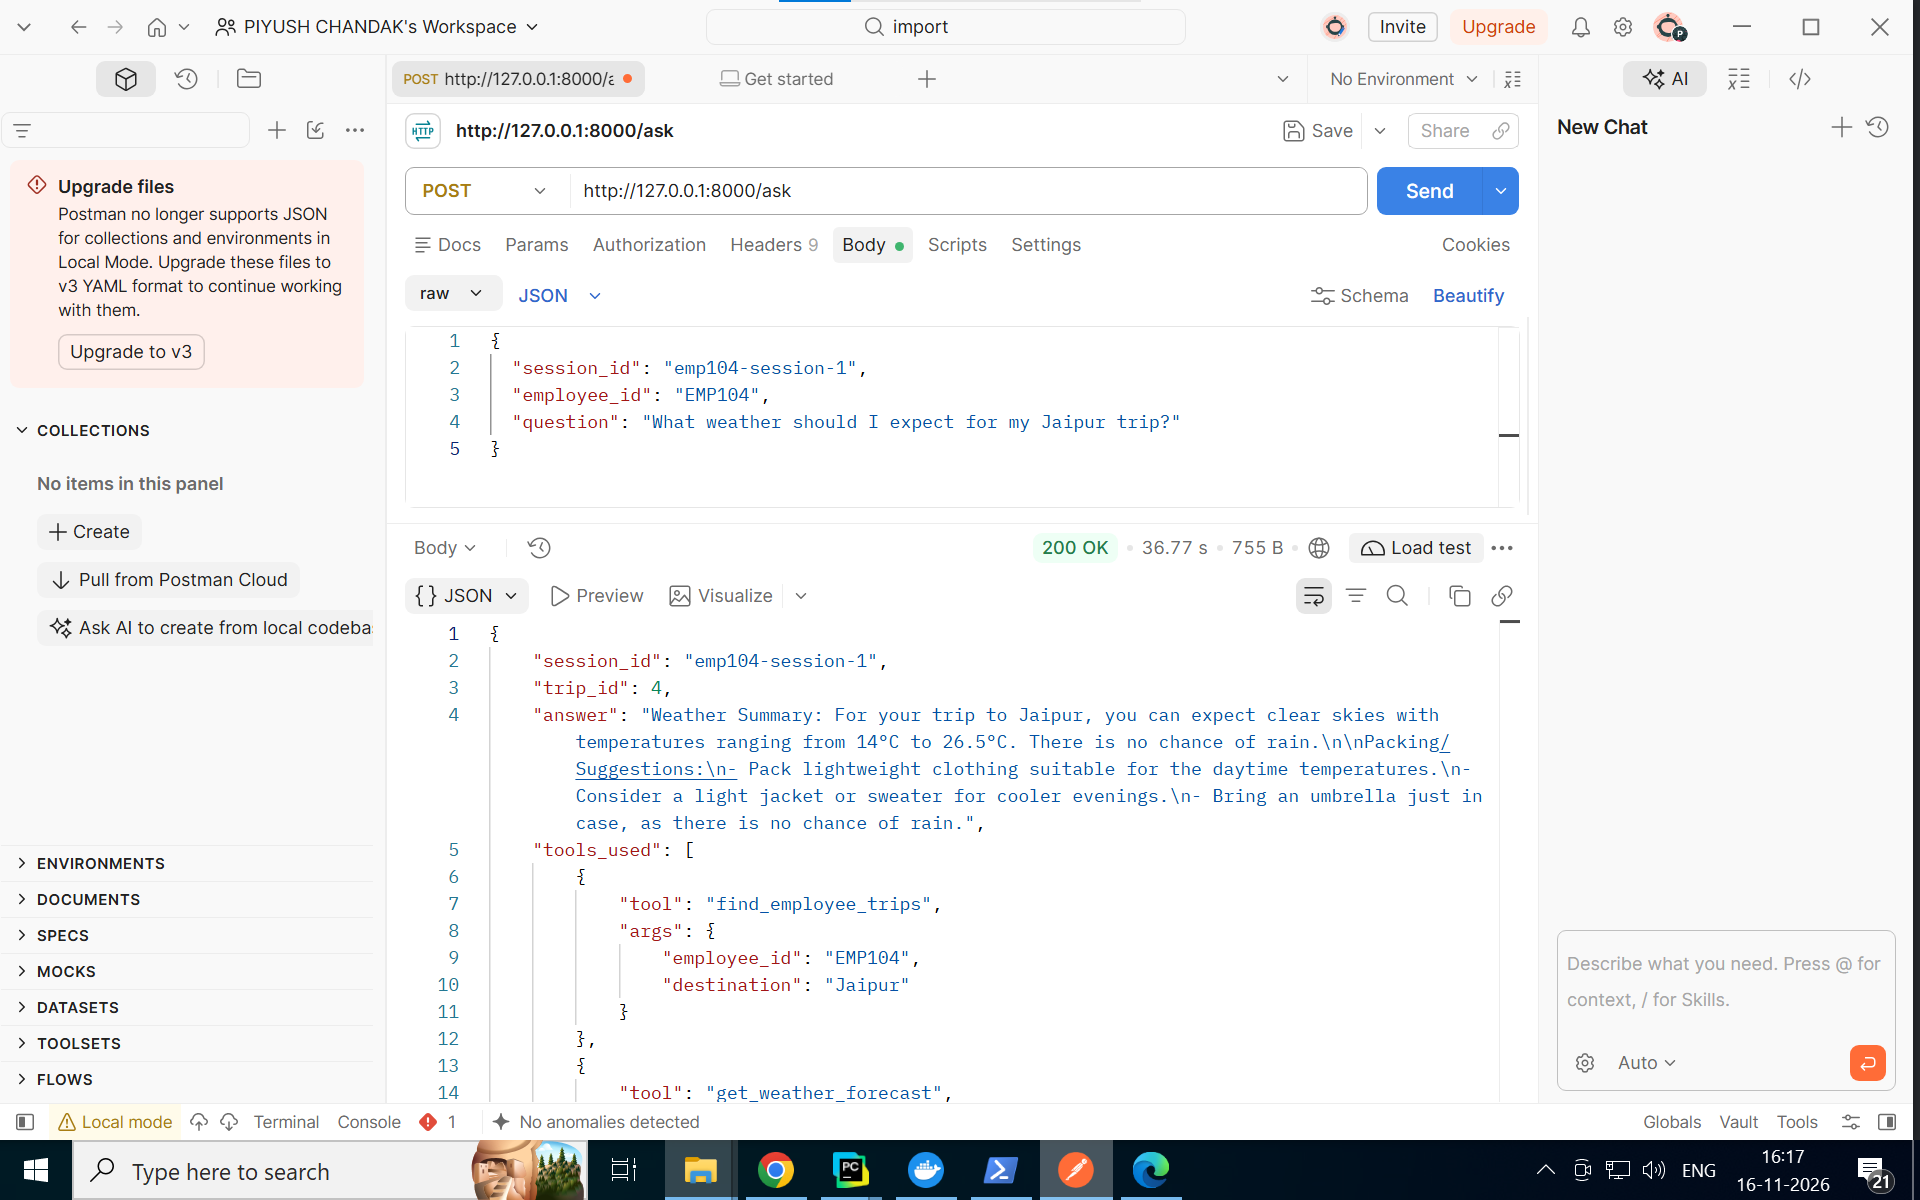 PIYUSH CHANDAK's Workspace
import
Invite
Upgrade
P
POST http://127.0.0.1:8000/a
Get started
No Environment
AI
HTTP
http://127.0.0.1:8000/ask
Save
Share
New Chat
Upgrade files
Postman no longer supports JSON
for collections and environments in
Local Mode. Upgrade these files to
v3 YAML format to continue working
with them.
Upgrade to v3
POST
http://127.0.0.1:8000/ask
Send
Docs
Params
Authorization
Headers 9
Body
Scripts
Settings
Cookies
raw
JSON
Schema
Beautify
1 {
2 "session_id": "emp104-session-1",
3 "employee_id": "EMP104",
4 "question": "What weather should I expect for my Jaipur trip?"
5 }
COLLECTIONS
No items in this panel
Create
Pull from Postman Cloud
Ask AI to create from local codeba
ENVIRONMENTS
DOCUMENTS
SPECS
MOCKS
DATASETS
TOOLSETS
FLOWS
Body
200 OK
36.77 s
755 B
Load test
{} JSON
Preview
Visualize
1 {
2 "session_id": "emp104-session-1",
3 "trip_id": 4,
4 "answer": "Weather Summary: For your trip to Jaipur, you can expect clear skies with
temperatures ranging from 14°C to 26.5°C. There is no chance of rain.\n\nPacking/
Suggestions:\n- Pack lightweight clothing suitable for the daytime temperatures.\n-
Consider a light jacket or sweater for cooler evenings.\n- Bring an umbrella just in
case, as there is no chance of rain.",
5 "tools_used": [
6 {
7 "tool": "find_employee_trips",
8 "args": {
9 "employee_id": "EMP104",
10 "destination": "Jaipur"
11 }
12 },
13 {
14 "tool": "get_weather_forecast",
Describe what you need. Press @ for
context, / for Skills.
Auto
Local mode
Terminal
Console
1
No anomalies detected
Globals
Vault
Tools
Type here to search
PC
ENG
16:17
16-11-2026
21